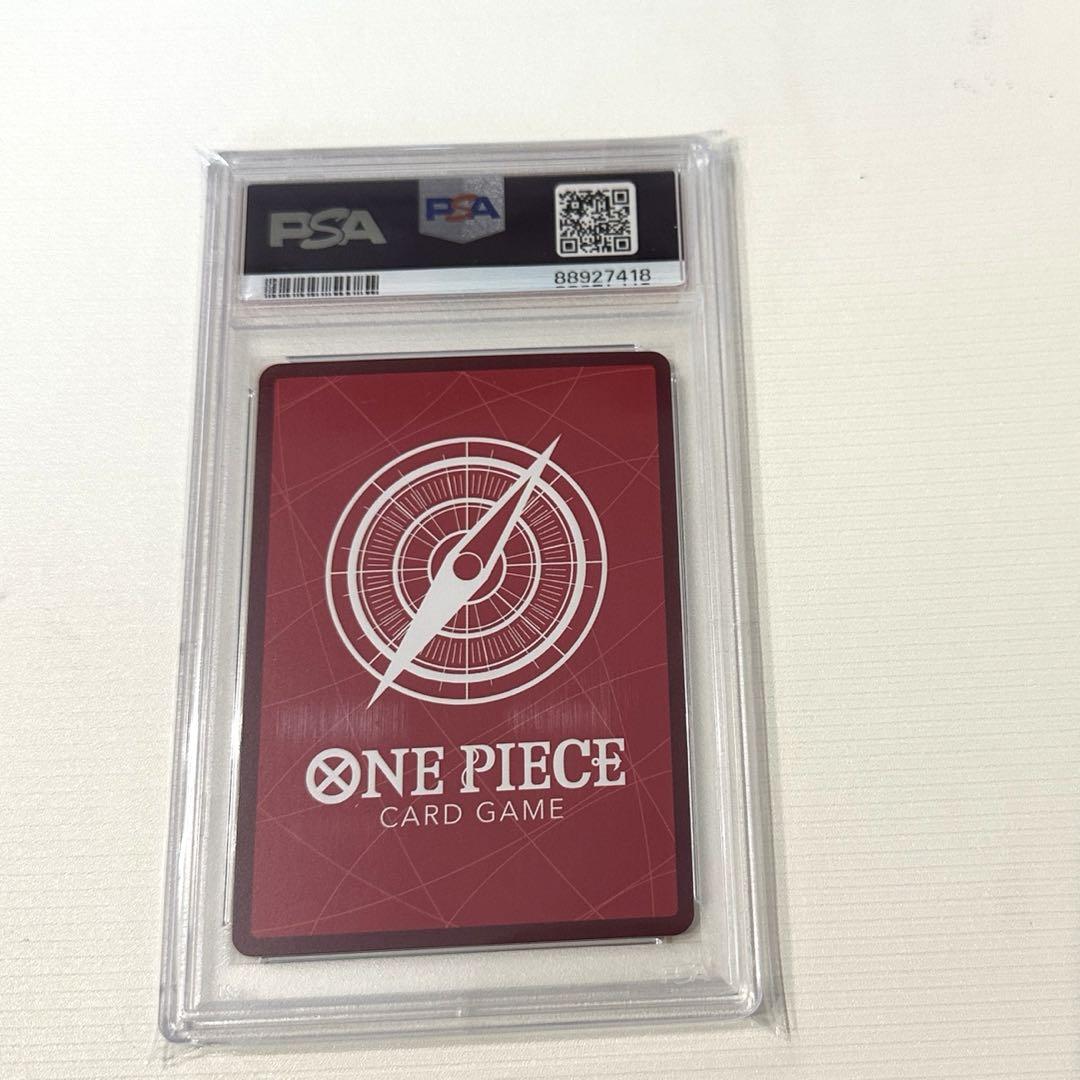 PSA
PSA
88927418
ONE PIECE
CARD GAME